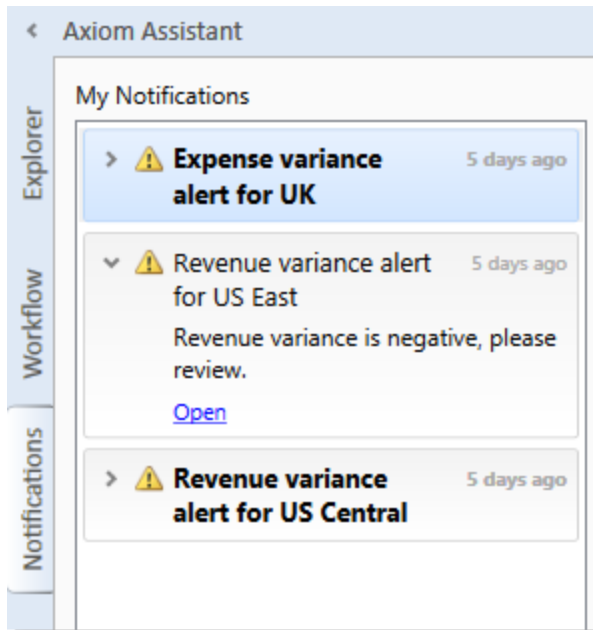 Axiom Assistant
My Notifications
Explorer
Workflow
Notifications
Expense variance 5 days ago
alert for UK
Revenue variance alert 5 days ago
for US East
Revenue variance is negative, please
review.
Open
Revenue variance 5 days ago
alert for US Central